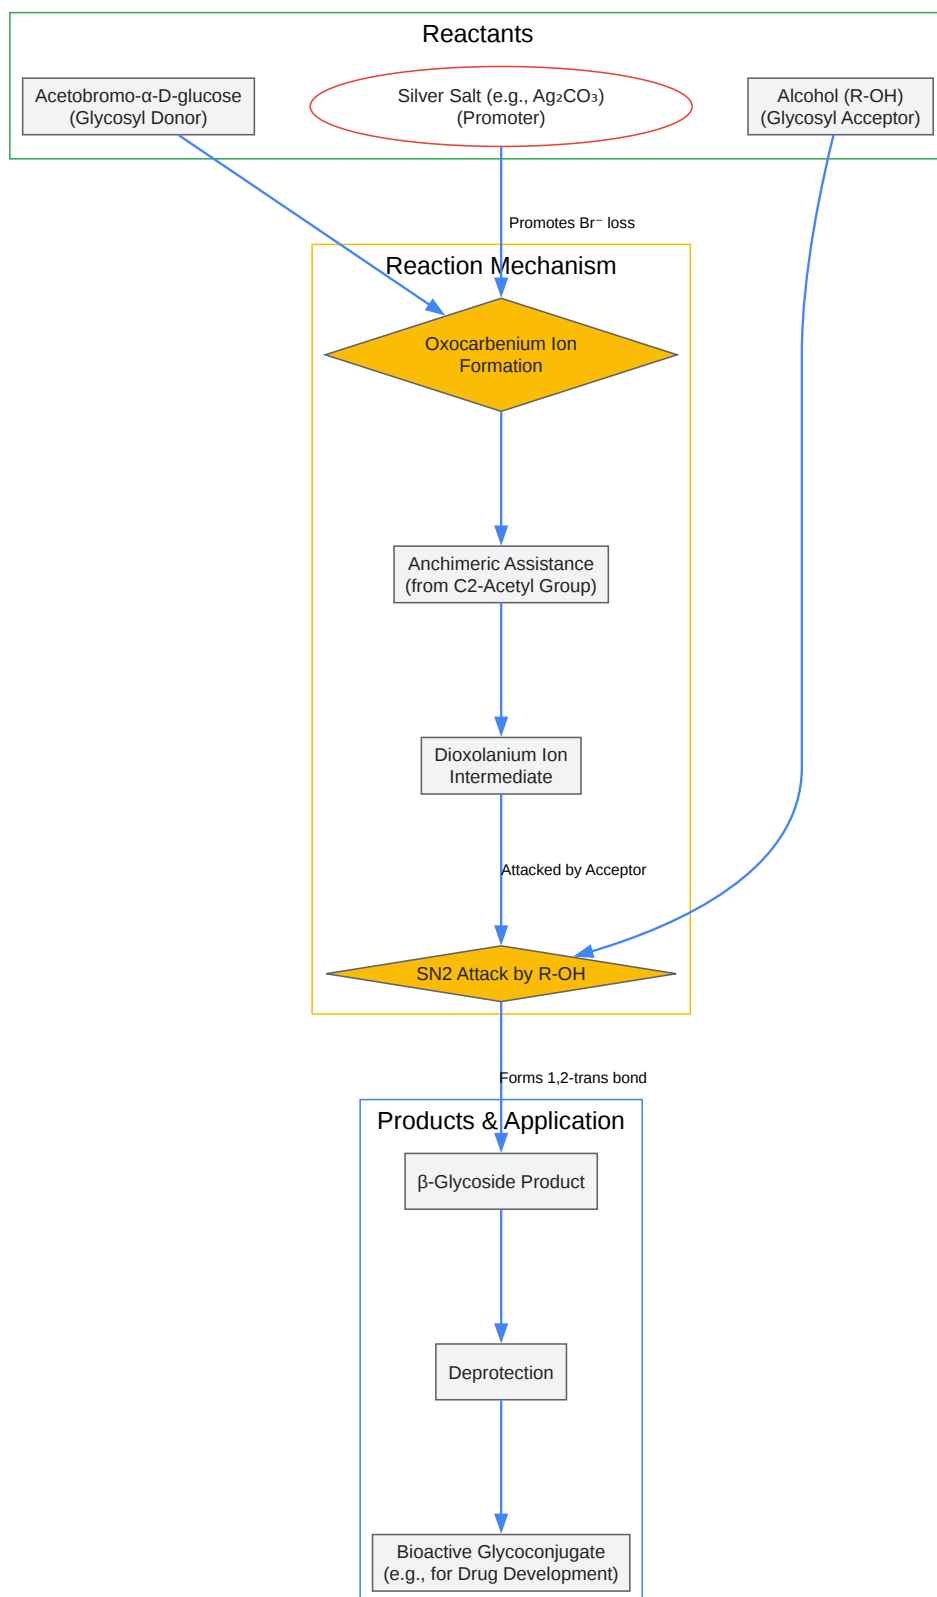 Reactants
Acetobromo-α-D-glucose
(Glycosyl Donor)
Silver Salt (e.g., Ag₂CO₃)
(Promoter)
Alcohol (R-OH)
(Glycosyl Acceptor)
Promotes Br⁻ loss
Reaction Mechanism
Oxocarbenium Ion
Formation
Anchimeric Assistance
(from C2-Acetyl Group)
Dioxolanium Ion
Intermediate
Attacked by Acceptor
SN2 Attack by R-OH
Forms 1,2-trans bond
Products & Application
β-Glycoside Product
Deprotection
Bioactive Glycoconjugate
(e.g., for Drug Development)